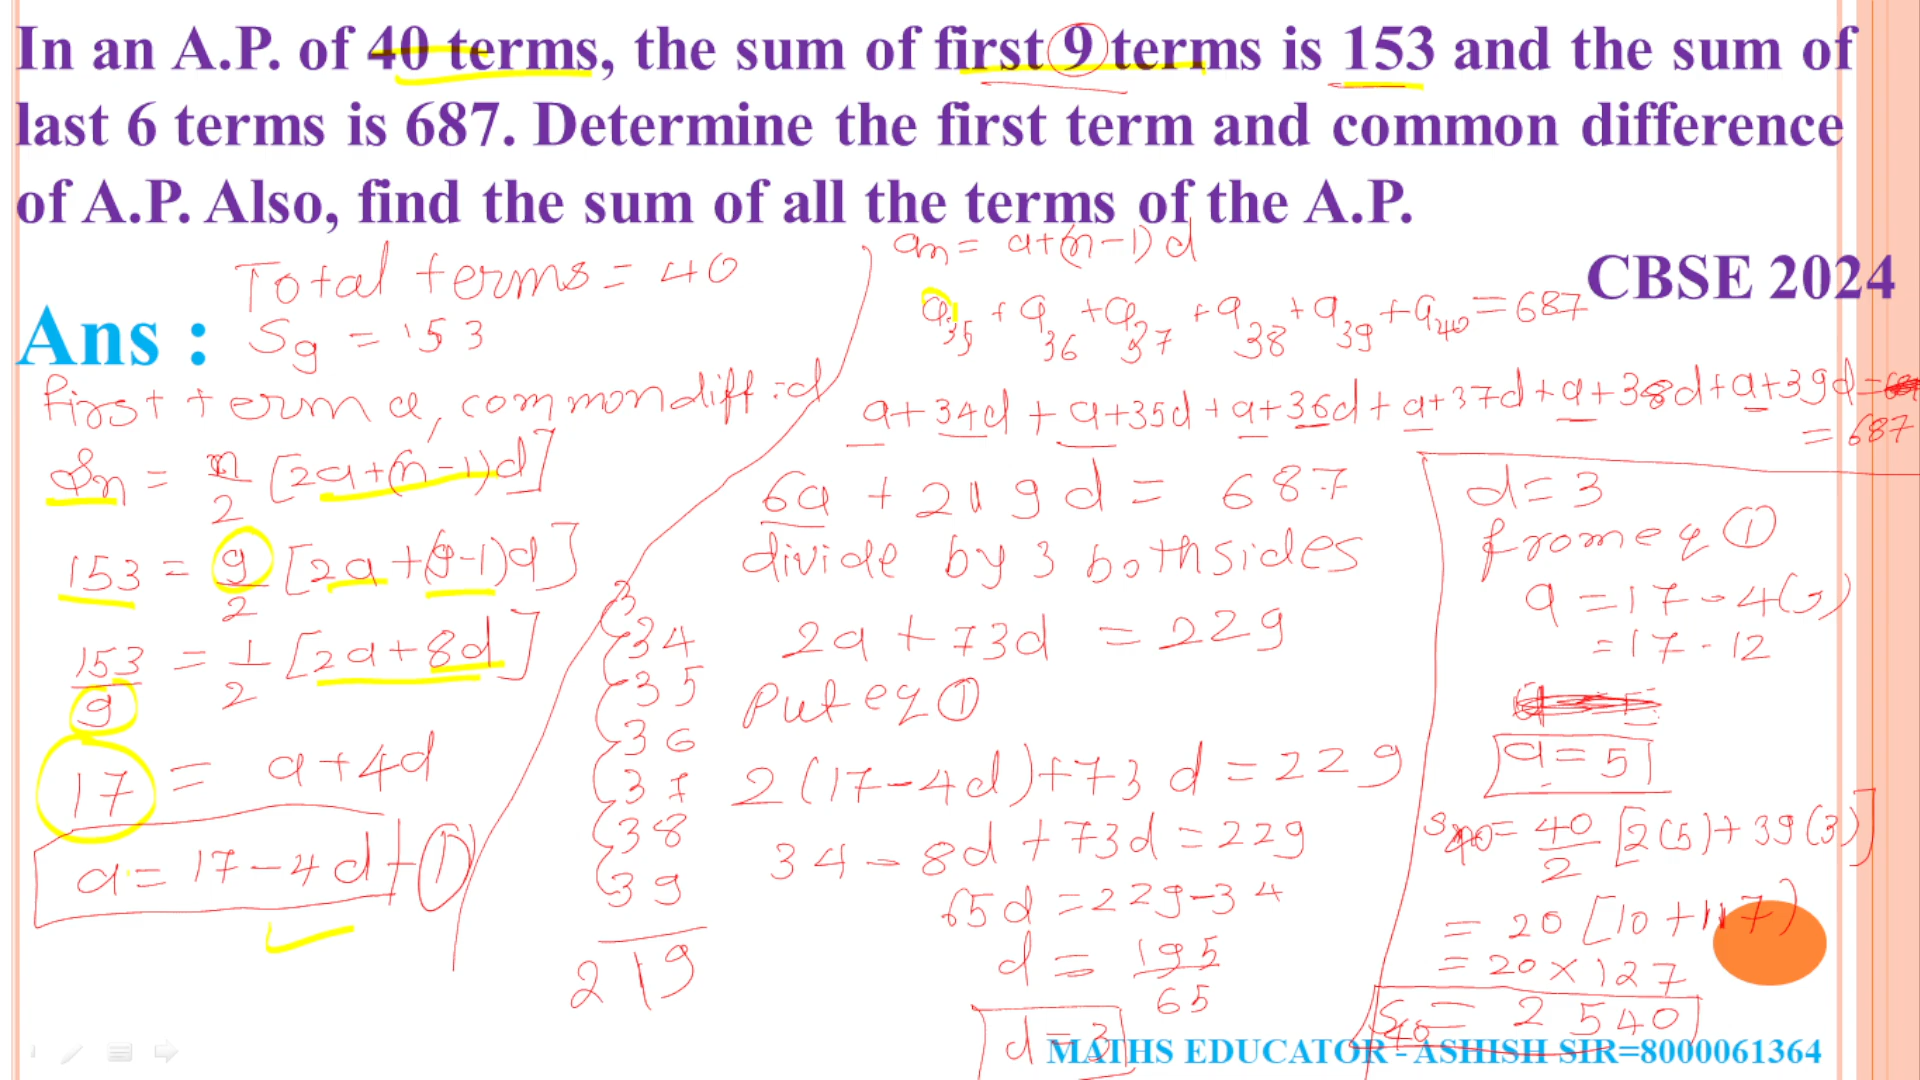 In an A.P. of 40 terms, the sum of first 9 terms is 153 and the sum of
last 6 terms is 687. Determine the first term and common difference
of A.P. Also, find the sum of all the terms of the A.P.
CBSE 2024
Ans :
Total terms = 40
S9 = 153
first term a, common diff = d
Sn = n/2 [2a+(n-1)d]
153 = 9/2 [2a+(9-1)d]
153/9 = 1/2 [2a+8d]
17 = a+4d
a = 17-4d - ①
3
34
35
36
37
38
39
219
an = a+(n-1)d
a35 + a36 + a37 + a38 + a39 + a40 = 687
a+34d + a+35d + a+36d + a+37d + a+38d + a+39d =
= 687
6a + 219d = 687
divide by 3 both sides
2a + 73d = 229
Put eq ①
2(17-4d)+73d = 229
34 - 8d + 73d = 229
65d = 229-34
d = 195/65
d = 3
d = 3
from eq ①
a = 17-4(3)
= 17-12
a = 5
S40 = 40/2 [2(5)+39(3)]
= 20 [10+117)
= 20×127
S40 = 2540
MATHS EDUCATOR - ASHISH SIR=8000061364